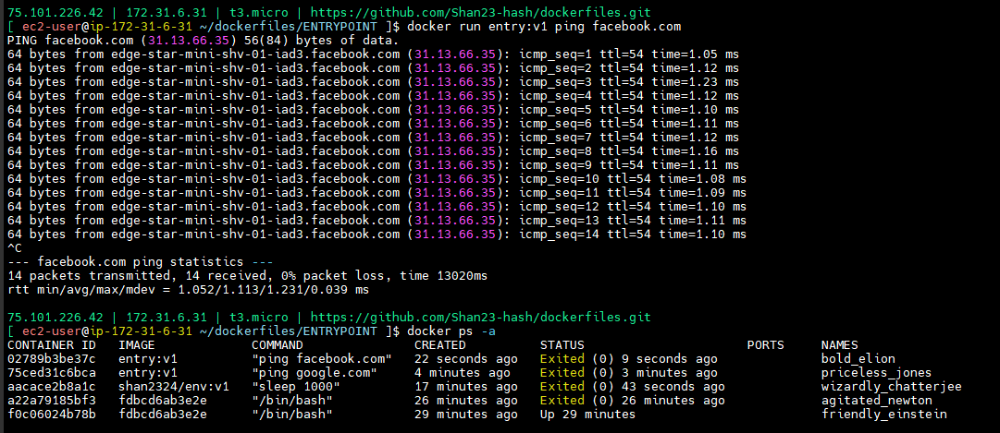 75.101.226.42 | 172.31.6.31 | t3.micro | https://github.com/Shan23-hash/dockerfiles.git
[ ec2-user@ip-172-31-6-31 ~/dockerfiles/ENTRYPOINT ]$ docker run entry:v1 ping facebook.com
PING facebook.com (31.13.66.35) 56(84) bytes of data.
64 bytes from edge-star-mini-shv-01-iad3.facebook.com (31.13.66.35): icmp_seq=1 ttl=54 time=1.05 ms
64 bytes from edge-star-mini-shv-01-iad3.facebook.com (31.13.66.35): icmp_seq=2 ttl=54 time=1.12 ms
64 bytes from edge-star-mini-shv-01-iad3.facebook.com (31.13.66.35): icmp_seq=3 ttl=54 time=1.23 ms
64 bytes from edge-star-mini-shv-01-iad3.facebook.com (31.13.66.35): icmp_seq=4 ttl=54 time=1.12 ms
64 bytes from edge-star-mini-shv-01-iad3.facebook.com (31.13.66.35): icmp_seq=5 ttl=54 time=1.10 ms
64 bytes from edge-star-mini-shv-01-iad3.facebook.com (31.13.66.35): icmp_seq=6 ttl=54 time=1.11 ms
64 bytes from edge-star-mini-shv-01-iad3.facebook.com (31.13.66.35): icmp_seq=7 ttl=54 time=1.12 ms
64 bytes from edge-star-mini-shv-01-iad3.facebook.com (31.13.66.35): icmp_seq=8 ttl=54 time=1.16 ms
64 bytes from edge-star-mini-shv-01-iad3.facebook.com (31.13.66.35): icmp_seq=9 ttl=54 time=1.11 ms
64 bytes from edge-star-mini-shv-01-iad3.facebook.com (31.13.66.35): icmp_seq=10 ttl=54 time=1.08 ms
64 bytes from edge-star-mini-shv-01-iad3.facebook.com (31.13.66.35): icmp_seq=11 ttl=54 time=1.09 ms
64 bytes from edge-star-mini-shv-01-iad3.facebook.com (31.13.66.35): icmp_seq=12 ttl=54 time=1.10 ms
64 bytes from edge-star-mini-shv-01-iad3.facebook.com (31.13.66.35): icmp_seq=13 ttl=54 time=1.11 ms
64 bytes from edge-star-mini-shv-01-iad3.facebook.com (31.13.66.35): icmp_seq=14 ttl=54 time=1.10 ms
^C
--- facebook.com ping statistics ---
14 packets transmitted, 14 received, 0% packet loss, time 13020ms
rtt min/avg/max/mdev = 1.052/1.113/1.231/0.039 ms
75.101.226.42 | 172.31.6.31 | t3.micro | https://github.com/Shan23-hash/dockerfiles.git
[ ec2-user@ip-172-31-6-31 ~/dockerfiles/ENTRYPOINT ]$ docker ps -a
CONTAINER ID IMAGE COMMAND CREATED STATUS PORTS NAMES
02789b3be37c entry:v1 "ping facebook.com" 22 seconds ago Exited (0) 9 seconds ago bold_elion
75ced31c6bca entry:v1 "ping google.com" 4 minutes ago Exited (0) 3 minutes ago priceless_jones
aacace2b8a1c shan2324/env:v1 "sleep 1000" 17 minutes ago Exited (0) 43 seconds ago wizardly_chatterjee
a22a79185bf3 fdbcd6ab3e2e "/bin/bash" 26 minutes ago Exited (0) 26 minutes ago agitated_newton
f0c06024b78b fdbcd6ab3e2e "/bin/bash" 29 minutes ago Up 29 minutes friendly_einstein